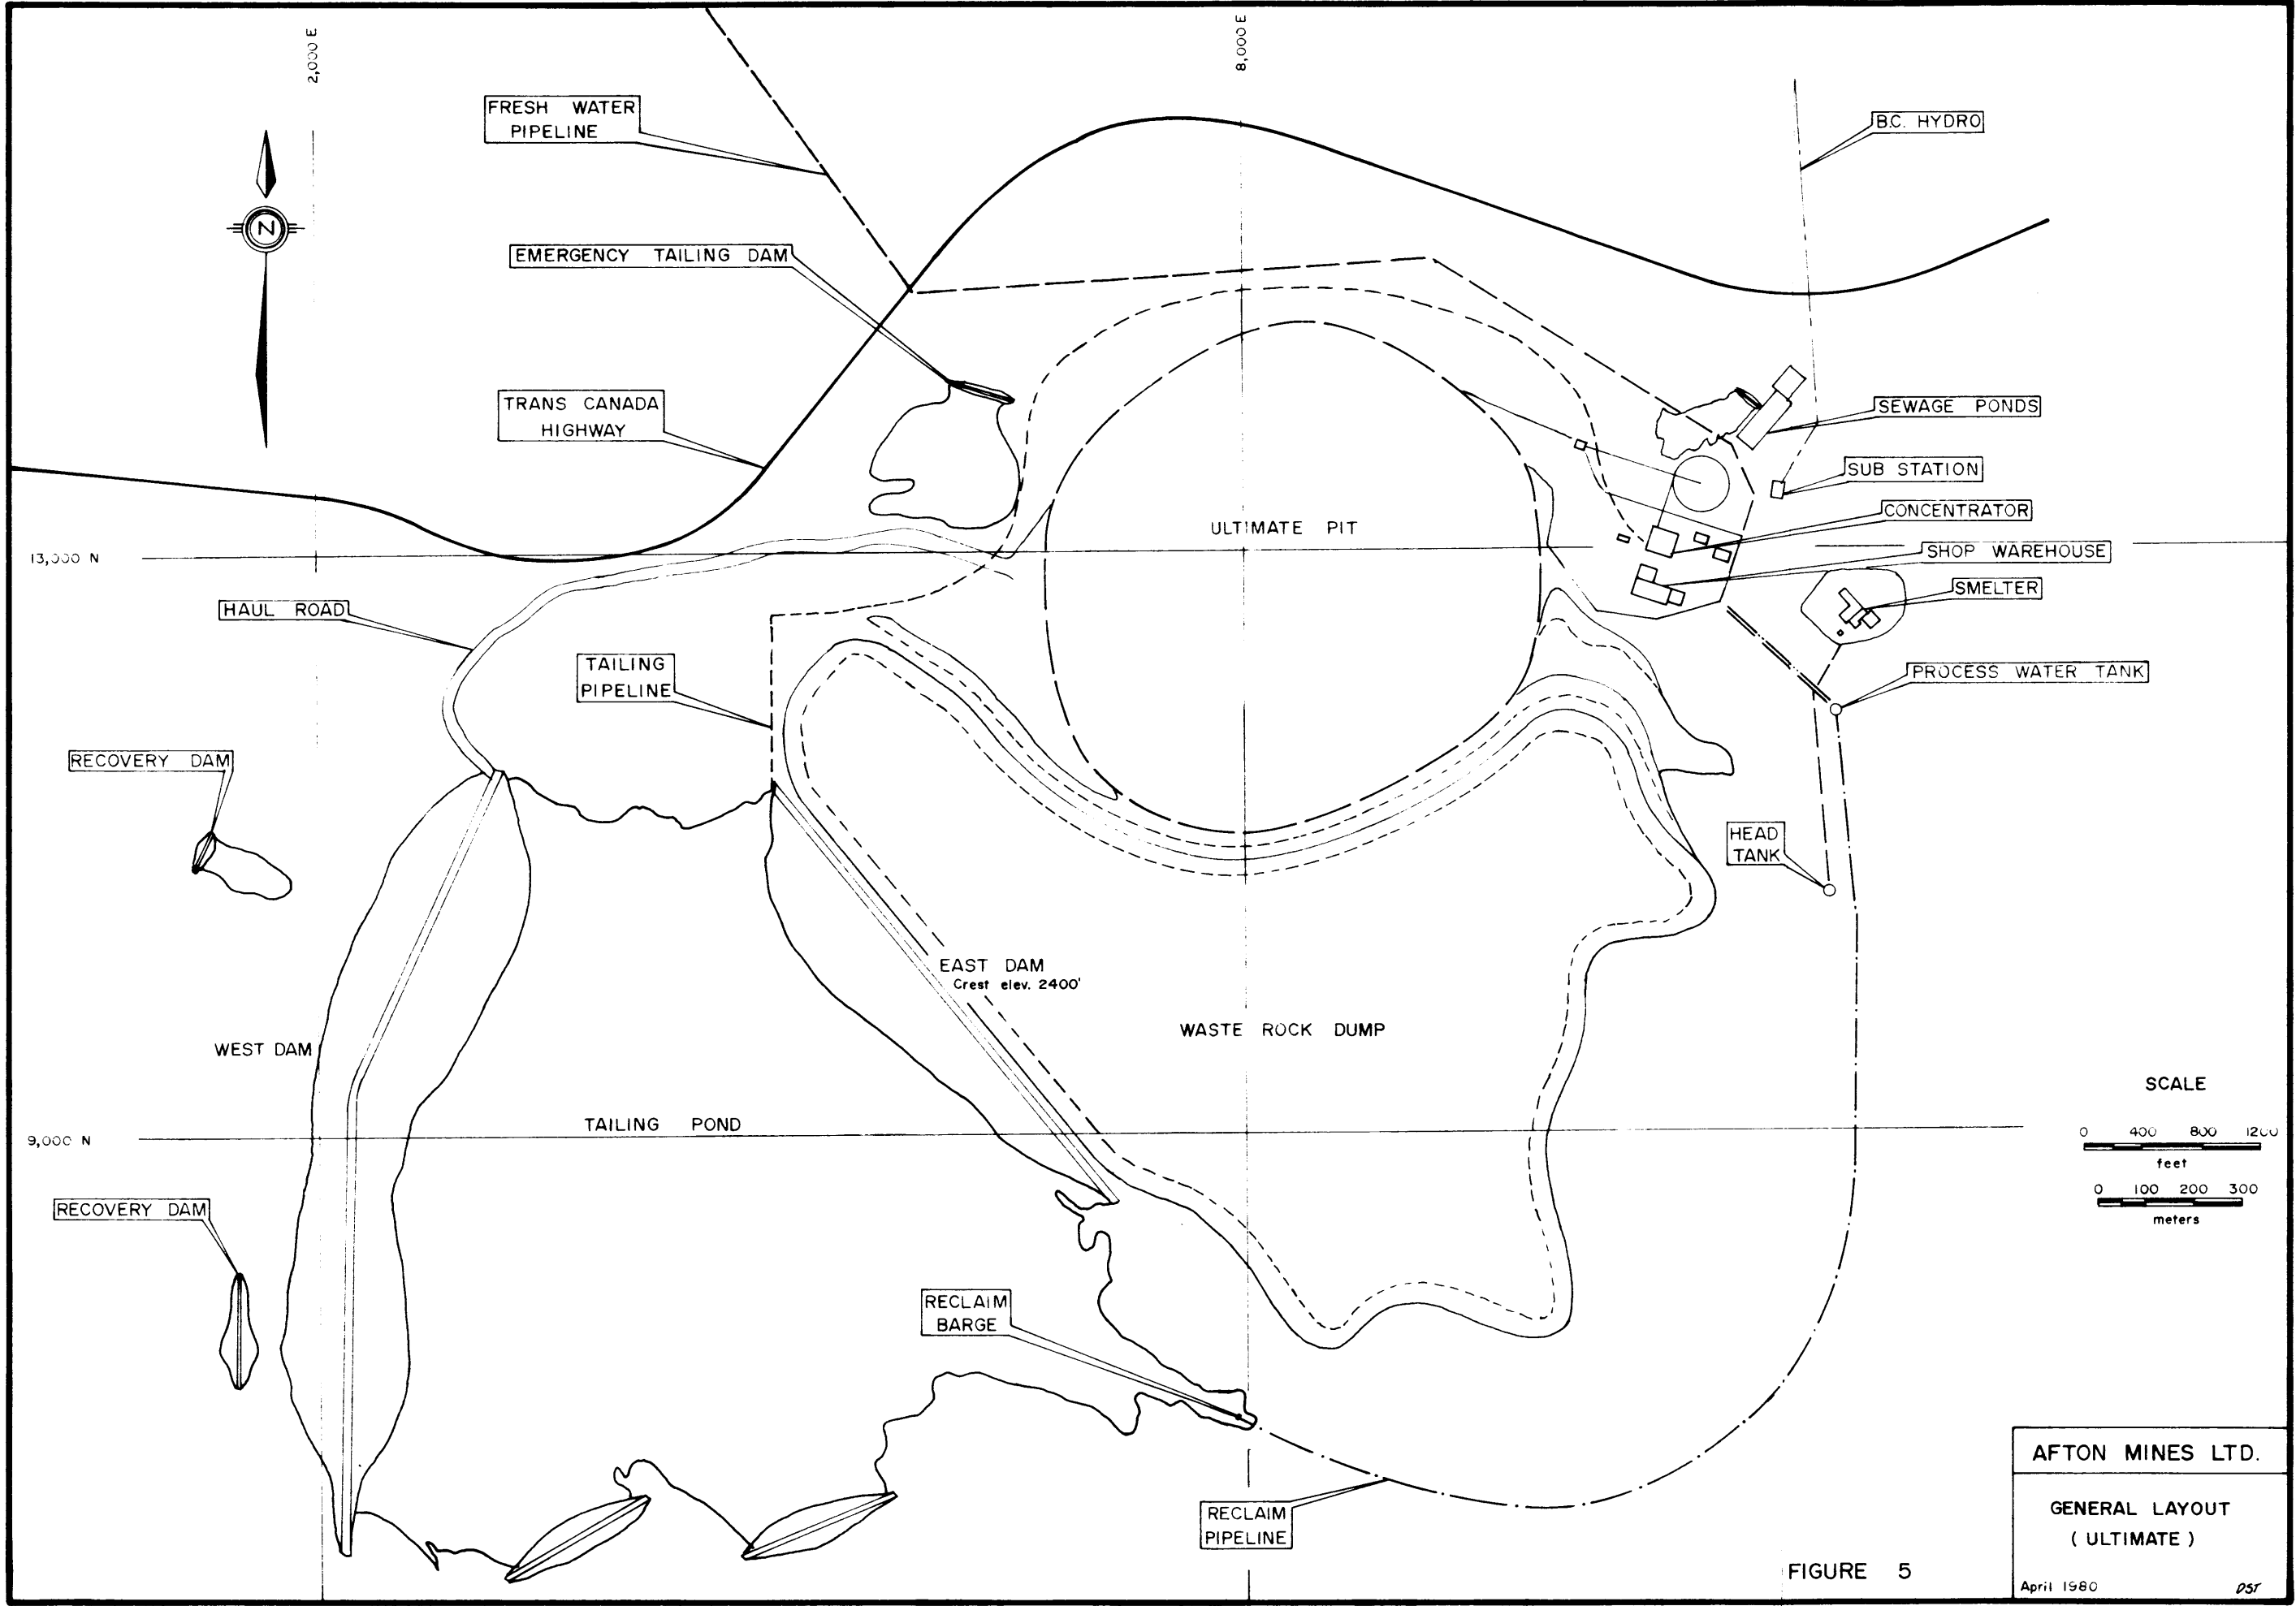 2,000 E
8,000 E
FRESH WATER
PIPELINE
B.C. HYDRO
N
EMERGENCY TAILING DAM
TRANS CANADA
HIGHWAY
SEWAGE PONDS
SUB STATION
CONCENTRATOR
ULTIMATE PIT
SHOP WAREHOUSE
13,000 N
SMELTER
HAUL ROAD
TAILING
PIPELINE
PROCESS WATER TANK
RECOVERY DAM
HEAD
TANK
EAST DAM
Crest elev. 2400'
WASTE ROCK DUMP
WEST DAM
SCALE
TAILING POND
9,000 N
0 400 800 1200
feet
0 100 200 300
meters
RECOVERY DAM
RECLAIM
BARGE
RECLAIM
PIPELINE
AFTON MINES LTD.
GENERAL LAYOUT
( ULTIMATE )
FIGURE 5
April 1980 DST